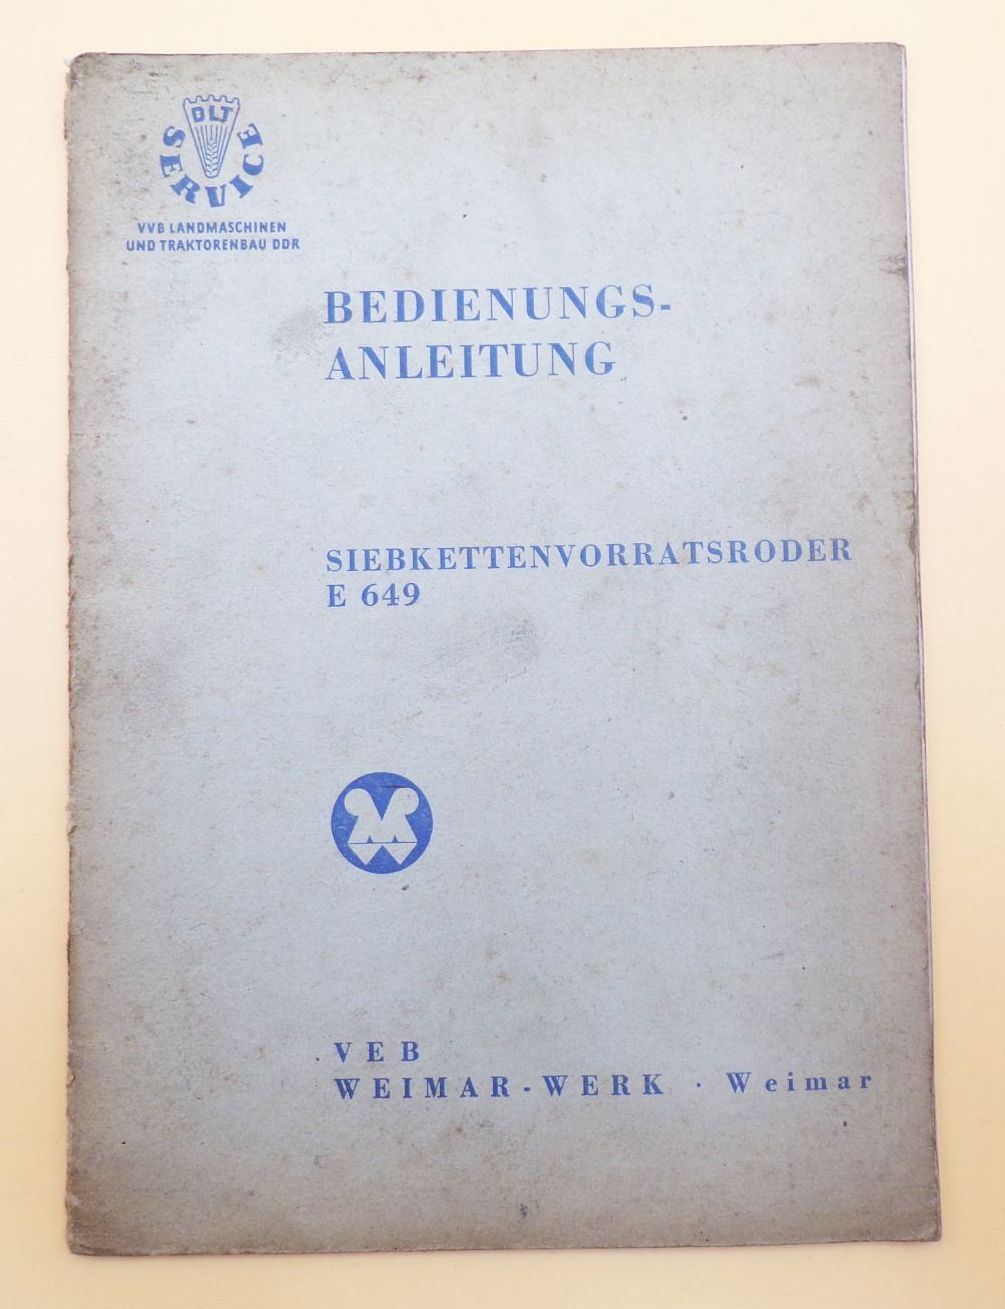 DLT
SERVICE
VVB LANDMASCHINEN
UND TRAKTORENBAU DDR
BEDIENUNGS-
ANLEITUNG
SIEBKETTENVORRATSRODER
E 649
VEB
WEIMAR-WERK · Weimar